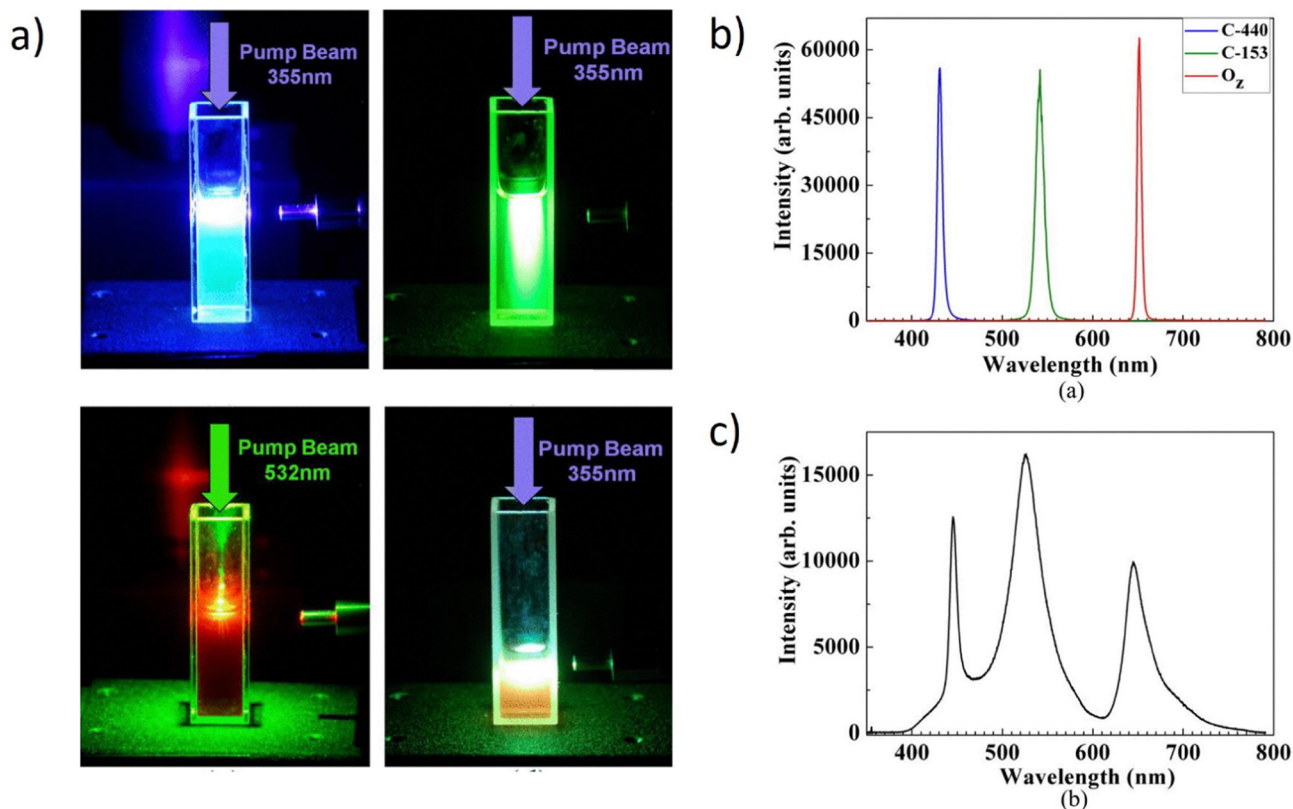 a)
Pump Beam
355nm
Pump Beam
355nm
Pump Beam
532nm
Pump Beam
355nm
b)
C-440
C-153
Oz
60000
45000
30000
15000
0
Intensity (arb. units)
400
500
600
700
800
Wavelength (nm)
(a)
c)
15000
10000
5000
0
Intensity (arb. units)
400
500
600
700
800
Wavelength (nm)
(b)